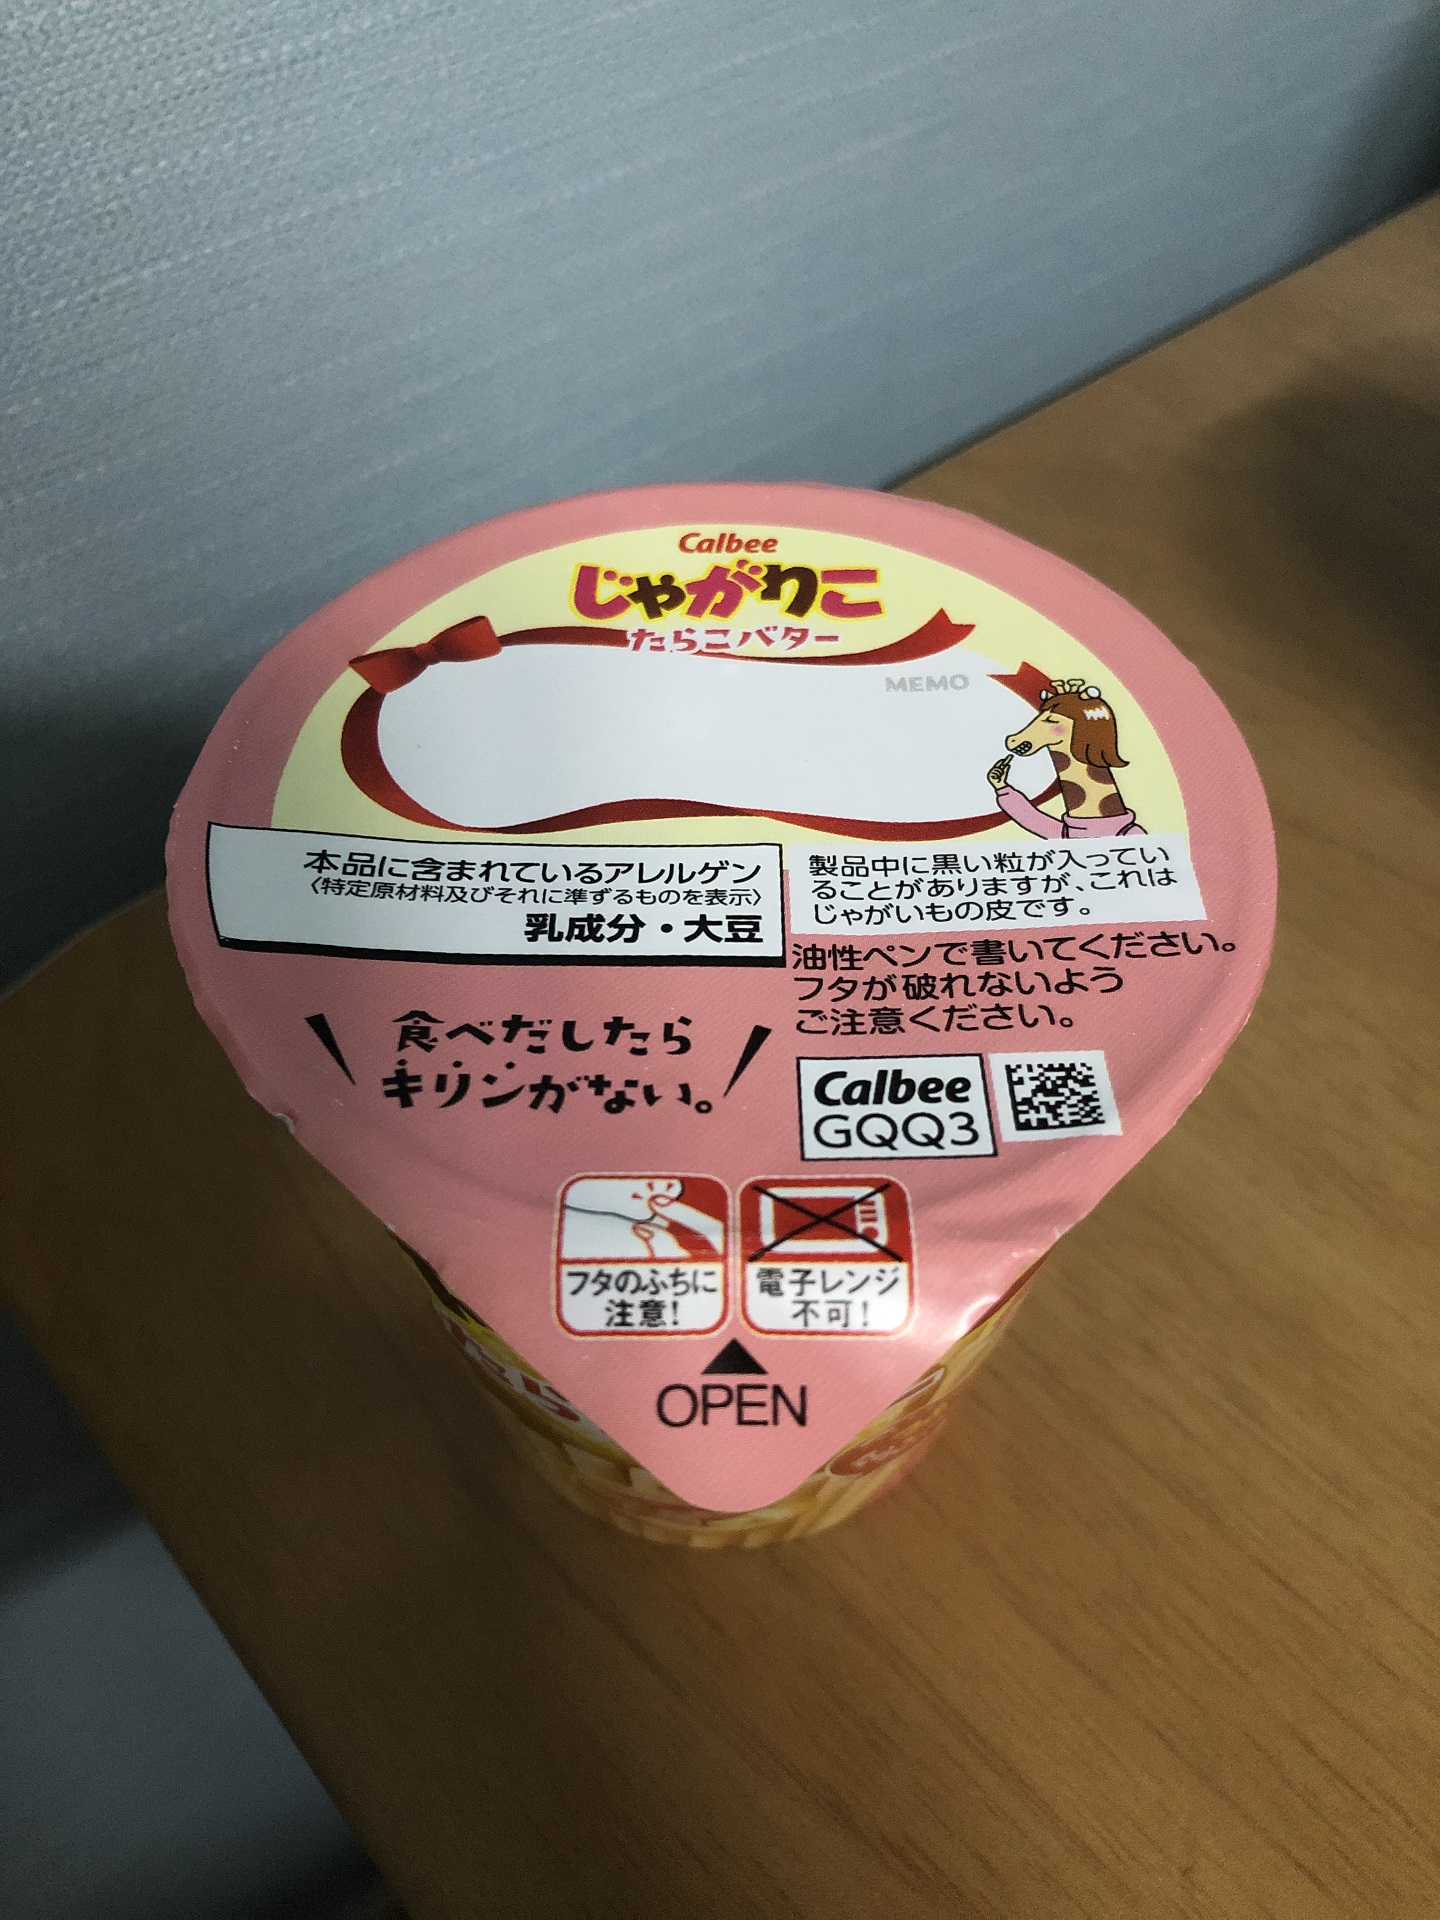 Calbee
じゃがりこ
たらこバター
MEMO
本品に含まれているアレルゲン
〈特定原材料及びそれに準ずるものを表示〉
乳成分・大豆
製品中に黒い粒が入ってい
ることがありますが、これは
じゃがいもの皮です。
油性ペンで書いてください。
フタが破れないよう
ご注意ください。
食べだしたら
キリンがない。
Calbee
GQQ3
フタのふちに
注意!
電子レンジ
不可!
OPEN